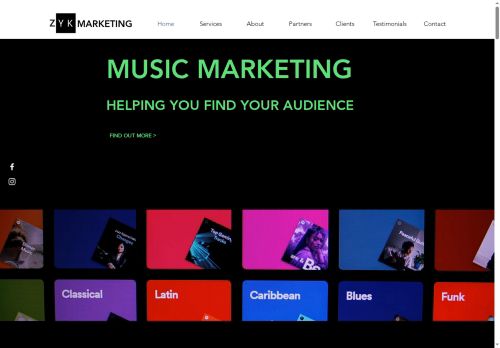 ZYK MARKETING
Home Services About Partners Clients Testimonials Contact
MUSIC MARKETING
HELPING YOU FIND YOUR AUDIENCE
FIND OUT MORE >
Classical Latin Caribbean Blues Funk